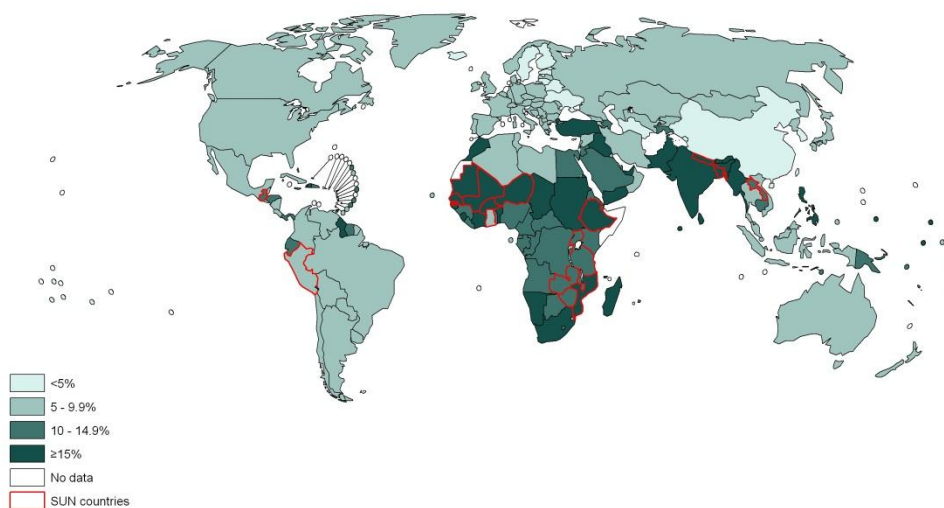 <5%
5 - 9.9%
10 - 14.9%
≥15%
No data
SUN countries